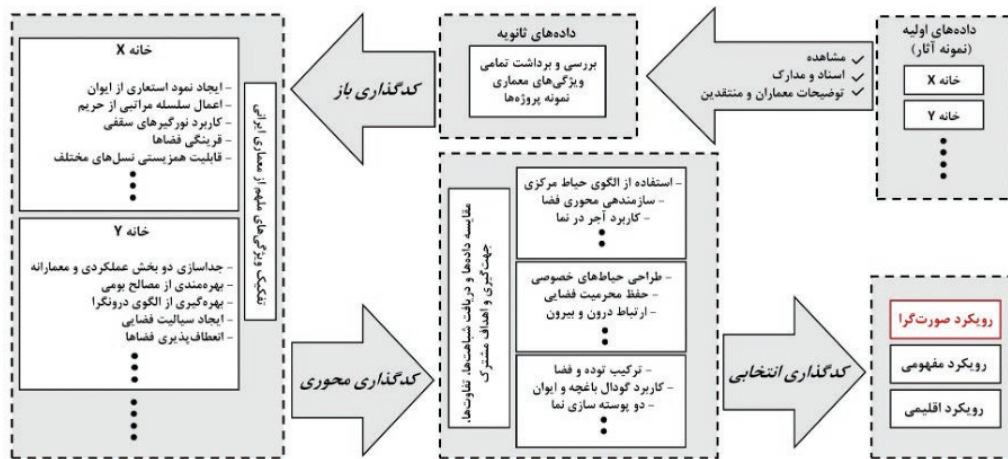 داده‌های اولیه
(نمونه آثار)
خانه X
خانه Y
مشاهده
اسناد و مدارک
توضیحات معماران و منتقدین
داده‌های ثانویه
بررسی و برداشت تمامی
ویژگی‌های معماری
نمونه پروژه‌ها
کدگذاری باز
تفکیک ویژگی‌های ملهم از معماری ایرانی
خانه X
– ایجاد نمود استعاری از ایوان
– اعمال سلسله مراتبی از حریم
– کاربرد نورگیرهای سقفی
– قرینگی فضاها
– قابلیت همزیستی نسل‌های مختلف
خانه Y
– جداسازی دو بخش عملکردی و معمارانه
– بهره‌مندی از مصالح بومی
– بهره‌گیری از الگوی درونگرا
– ایجاد سیالیت فضایی
– انعطاف‌پذیری فضاها
کدگذاری محوری
مقایسه داده‌ها و دریافت شباهت‌ها، تفاوت‌ها،
جهت‌گیری و اهداف مشترک
– استفاده از الگوی حیاط مرکزی
– سازمندهی محوری فضا
– کاربرد آجر در نما
– طراحی حیاط‌های خصوصی
– حفظ محرمیت فضایی
– ارتباط درون و بیرون
– ترکیب توده و فضا
– کاربرد گودال باغچه و ایوان
– دو پوسته سازی نما
کدگذاری انتخابی
رویکرد صورت‌گرا
رویکرد مفهومی
رویکرد اقلیمی